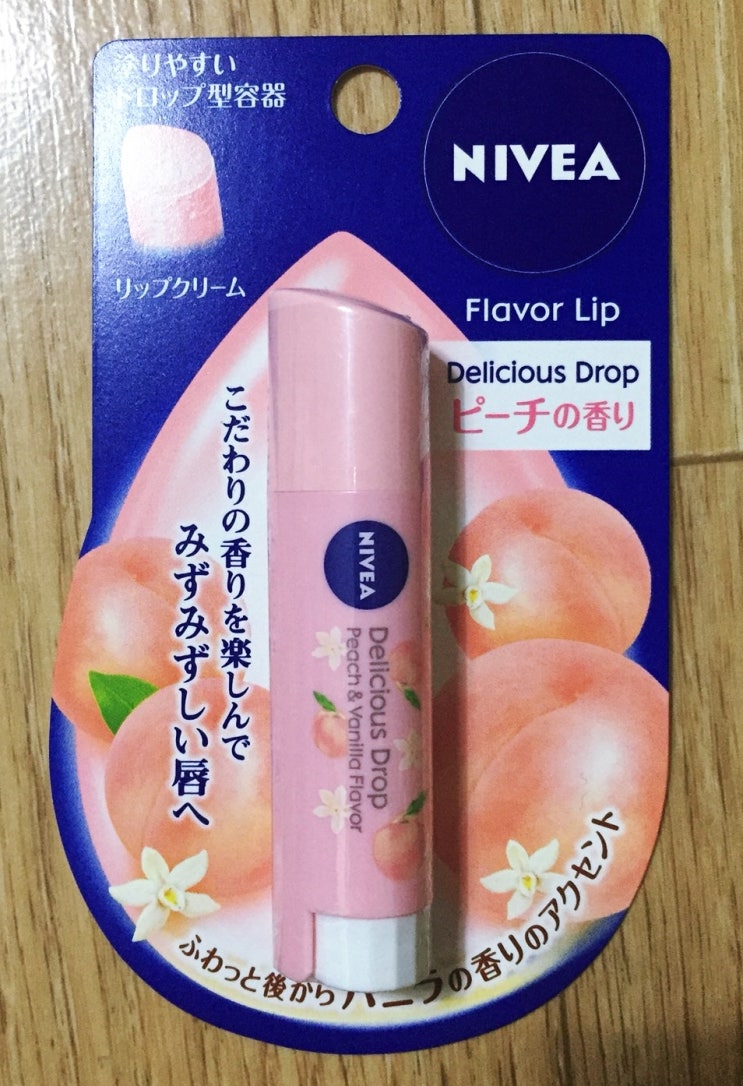 塗りやすい
ドロップ型容器
リップクリーム
NIVEA
Flavor Lip
Delicious Drop
ピーチの香り
こだわりの香りを楽しんで
みずみずしい唇へ
NIVEA
Delicious Drop
Peach & Vanilla Flavor
ふわっと後からバニラの香りのアクセント